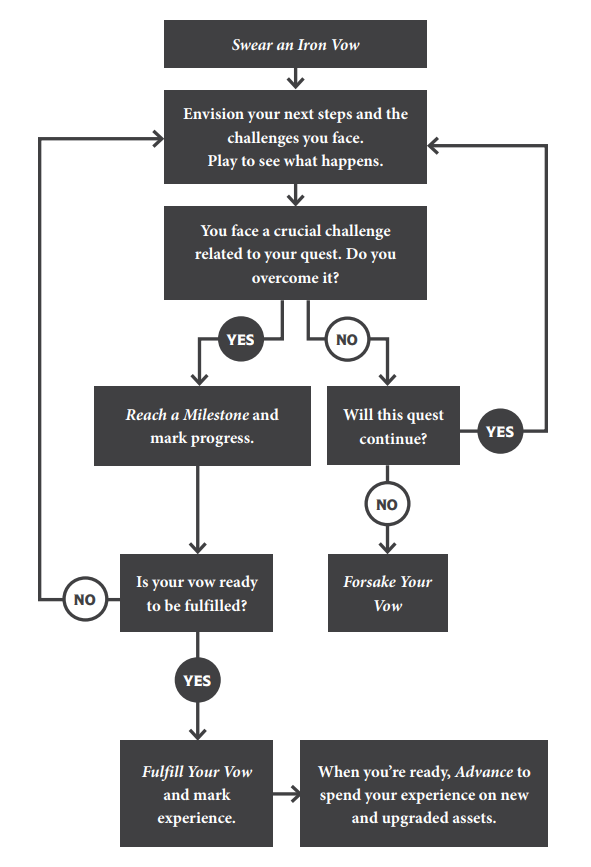 Swear an Iron Vow
Envision your next steps and the
challenges you face.
Play to see what happens.
You face a crucial challenge
related to your quest. Do you
overcome it?
YES
NO
Reach a Milestone and
mark progress.
Will this quest
continue?
YES
NO
Is your vow ready
to be fulfilled?
Forsake Your
Vow
NO
YES
Fulfill Your Vow
and mark
experience.
When you’re ready, Advance to
spend your experience on new
and upgraded assets.